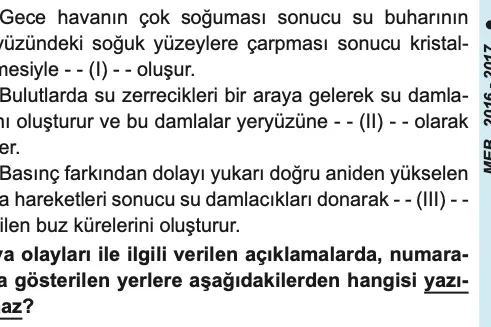 Gece havanın çok soğuması sonucu su buharının
yüzündeki soğuk yüzeylere çarpması sonucu kristal-
mesiyle - - (I) - - oluşur.
Bulutlarda su zerrecikleri bir araya gelerek su damla-
nı oluşturur ve bu damlalar yeryüzüne - - (II) - - olarak
er.
Basınç farkından dolayı yukarı doğru aniden yükselen
a hareketleri sonucu su damlacıkları donarak - - (III) - -
ilen buz kürelerini oluşturur.
va olayları ile ilgili verilen açıklamalarda, numara-
a gösterilen yerlere aşağıdakilerden hangisi yazı-
az?
MEB 2016 - 2017 ●